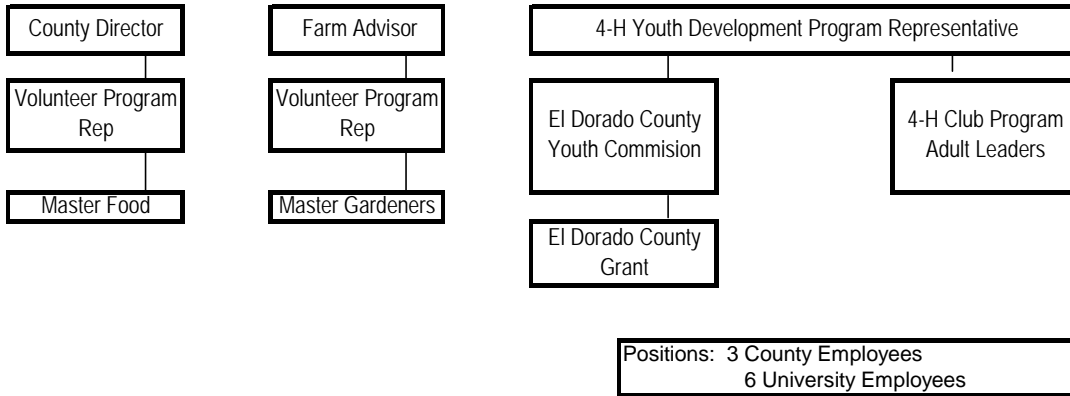 County Director
Farm Advisor
4-H Youth Development Program Representative
Volunteer Program
Rep
Volunteer Program
Rep
El Dorado County
Youth Commision
4-H Club Program
Adult Leaders
Master Food
Master Gardeners
El Dorado County
Grant
Positions: 3 County Employees
6 University Employees